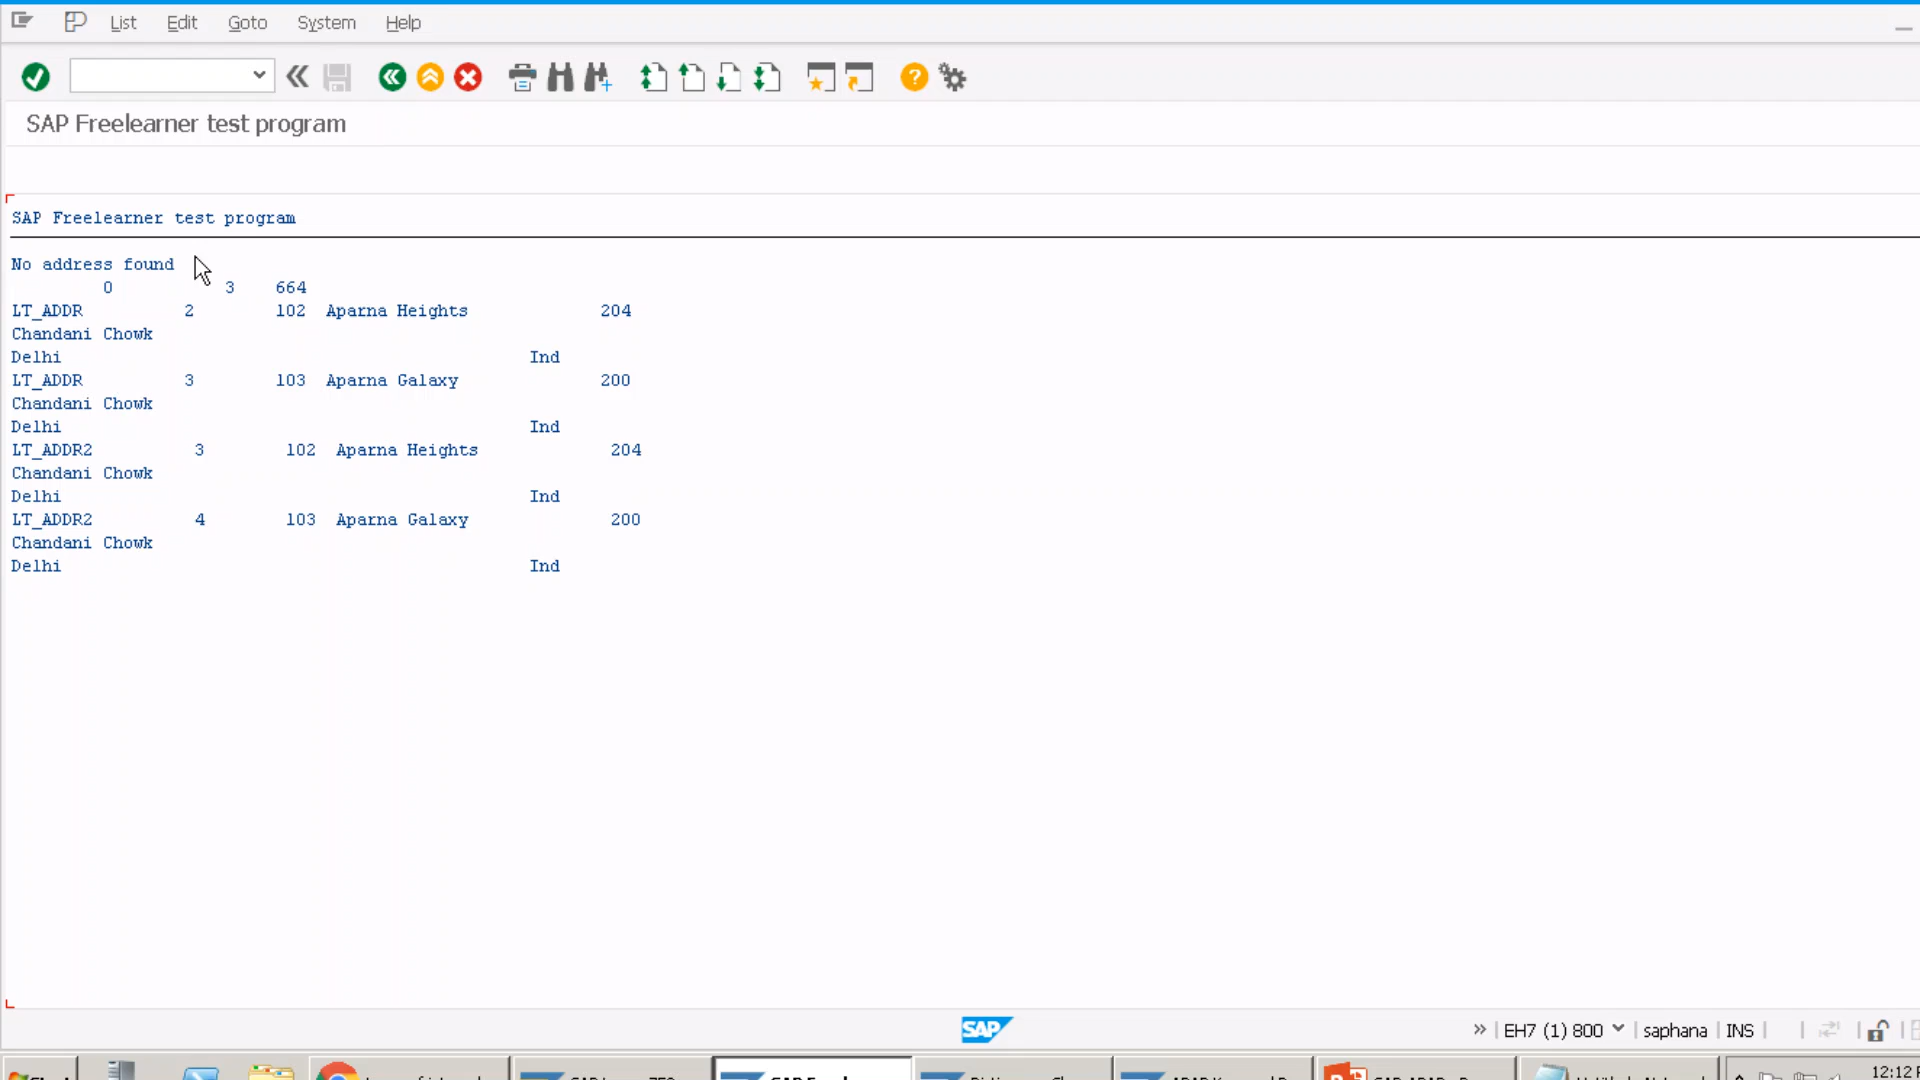 List Edit Goto System Help
SAP Freelearner test program
SAP Freelearner test program
No address found
0 3 664
LT_ADDR 2 102 Aparna Heights 204
Chandani Chowk
Delhi Ind
LT_ADDR 3 103 Aparna Galaxy 200
Chandani Chowk
Delhi Ind
LT_ADDR2 3 102 Aparna Heights 204
Chandani Chowk
Delhi Ind
LT_ADDR2 4 103 Aparna Galaxy 200
Chandani Chowk
Delhi Ind
SAP
EH7 (1) 800 saphana INS
12:12